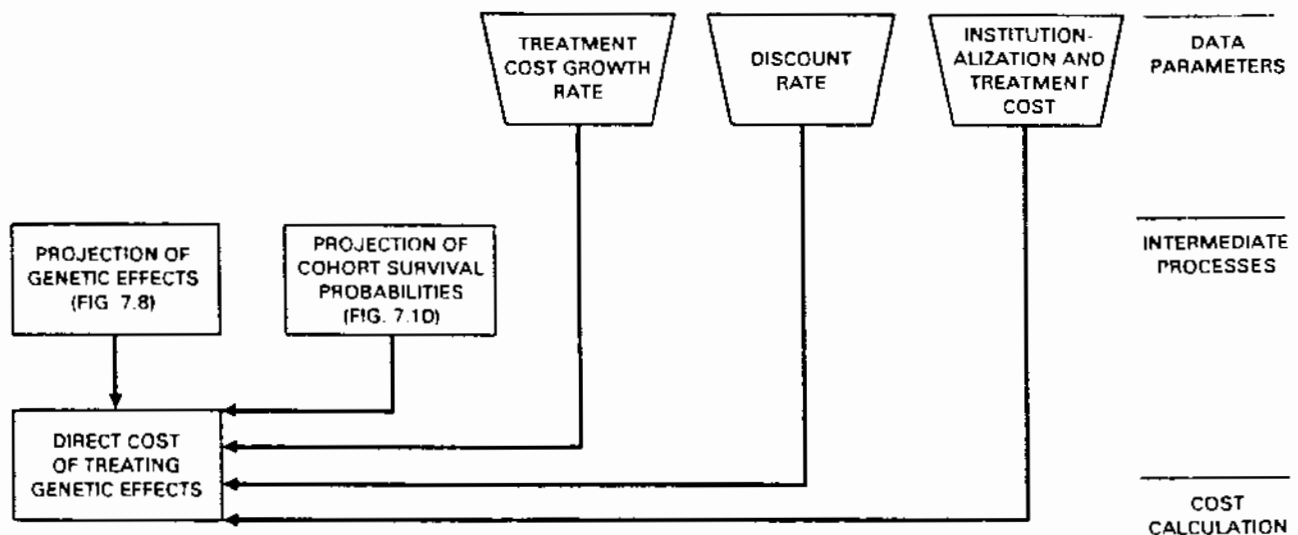 TREATMENT
COST GROWTH
RATE
DISCOUNT
RATE
INSTITUTION-
ALIZATION AND
TREATMENT
COST
DATA
PARAMETERS
PROJECTION OF
GENETIC EFFECTS
(FIG 7.8)
PROJECTION OF
COHORT SURVIVAL
PROBABILITIES
(FIG. 7.1D)
INTERMEDIATE
PROCESSES
DIRECT COST
OF TREATING
GENETIC EFFECTS
COST
CALCULATION